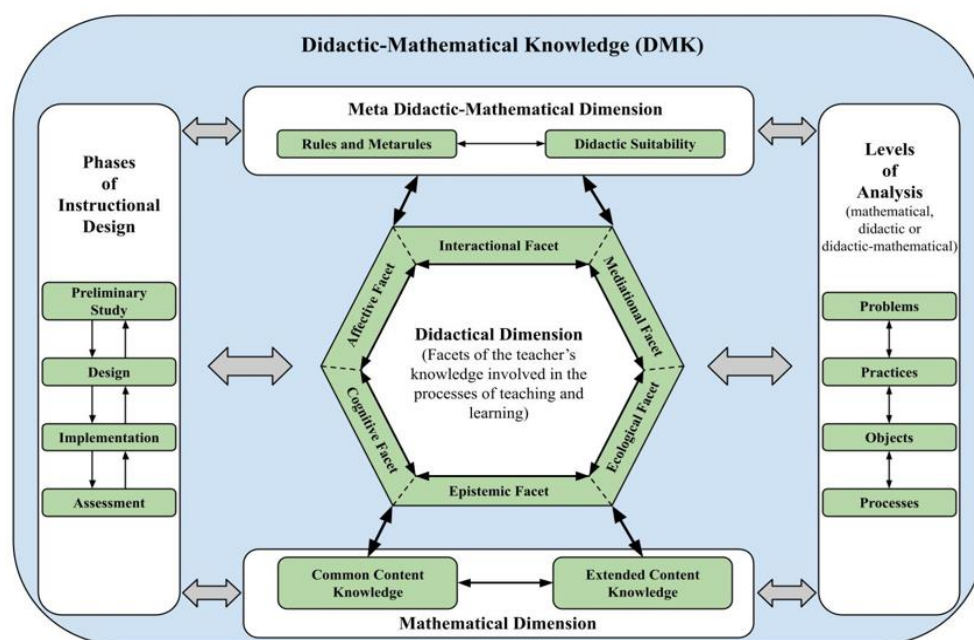 Didactic-Mathematical Knowledge (DMK)
Meta Didactic-Mathematical Dimension
Rules and Metarules
Didactic Suitability
Phases
of
Instructional
Design
Preliminary
Study
Design
Implementation
Assessment
Interactional Facet
Affective Facet
Mediational Facet
Didactical Dimension
(Facets of the teacher's
knowledge involved in the
processes of teaching and
learning)
Cognitive Facet
Ecological Facet
Epistemic Facet
Levels
of
Analysis
(mathematical,
didactic or
didactic-mathematical)
Problems
Practices
Objects
Processes
Common Content
Knowledge
Extended Content
Knowledge
Mathematical Dimension